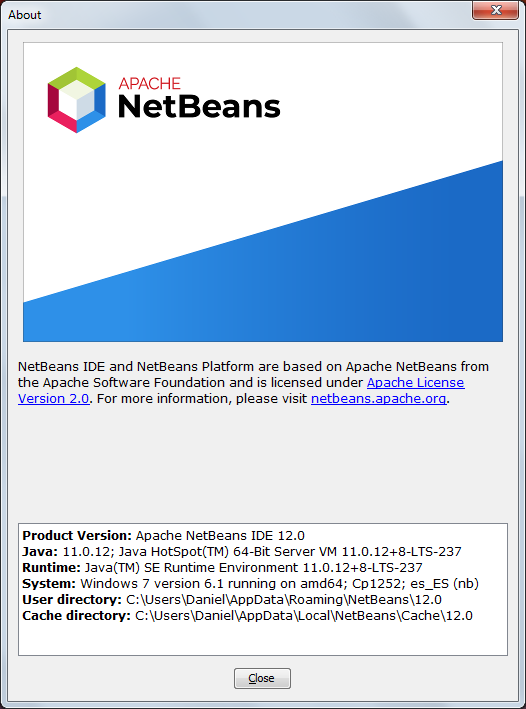 About
APACHE
NetBeans
NetBeans IDE and NetBeans Platform are based on Apache NetBeans from
the Apache Software Foundation and is licensed under Apache License
Version 2.0. For more information, please visit netbeans.apache.org.
Product Version: Apache NetBeans IDE 12.0
Java: 11.0.12; Java HotSpot(TM) 64-Bit Server VM 11.0.12+8-LTS-237
Runtime: Java(TM) SE Runtime Environment 11.0.12+8-LTS-237
System: Windows 7 version 6.1 running on amd64; Cp1252; es_ES (nb)
User directory: C:\Users\Daniel\AppData\Roaming\NetBeans\12.0
Cache directory: C:\Users\Daniel\AppData\Local\NetBeans\Cache\12.0
Close